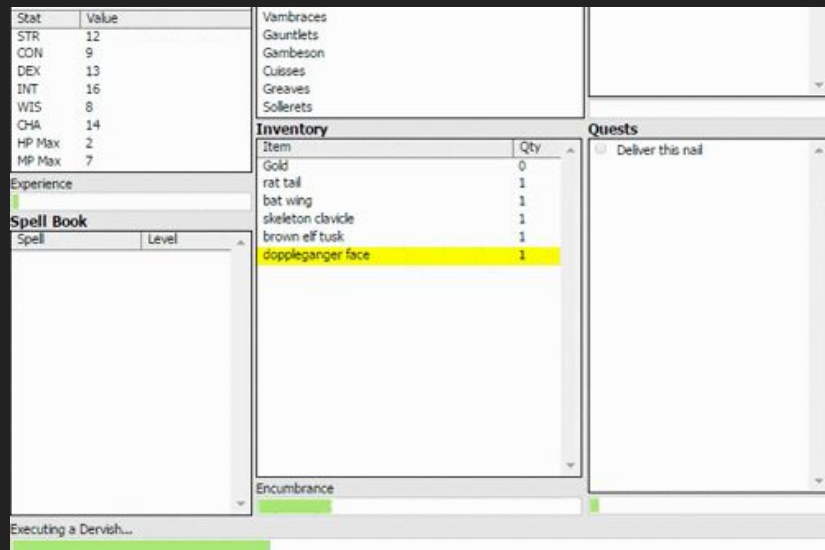 Stat Value
STR 12
CON 9
DEX 13
INT 16
WIS 8
CHA 14
HP Max 2
MP Max 7
Experience
Spell Book
Spell Level
Vambraces
Gauntlets
Gambeson
Cuisses
Greaves
Sollerets
Inventory
Item Qty
Gold 0
rat tail 1
bat wing 1
skeleton clavicle 1
brown elf tusk 1
doppleganger face 1
Encumbrance
Quests
Deliver this nail
Executing a Dervish...